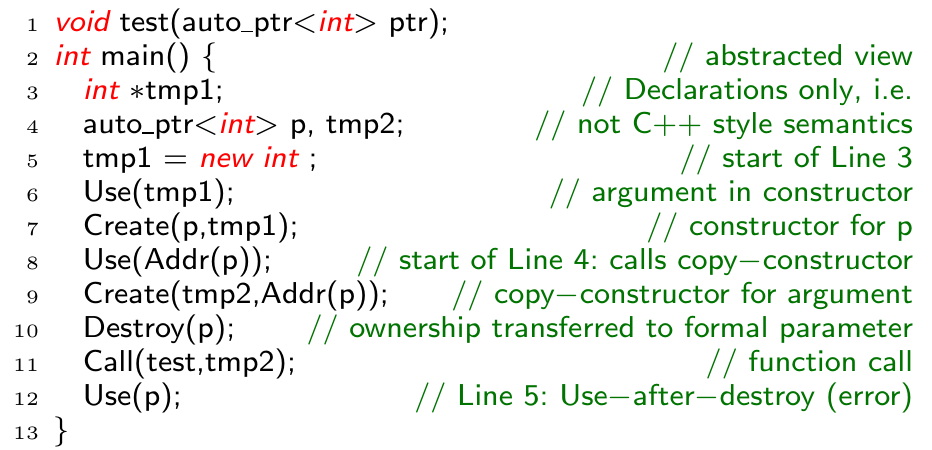 1 void test(auto_ptr<int> ptr);
2 int main() { // abstracted view
3 int *tmp1; // Declarations only, i.e.
4 auto_ptr<int> p, tmp2; // not C++ style semantics
5 tmp1 = new int ; // start of Line 3
6 Use(tmp1); // argument in constructor
7 Create(p,tmp1); // constructor for p
8 Use(Addr(p)); // start of Line 4: calls copy−constructor
9 Create(tmp2,Addr(p)); // copy−constructor for argument
10 Destroy(p); // ownership transferred to formal parameter
11 Call(test,tmp2); // function call
12 Use(p); // Line 5: Use−after−destroy (error)
13 }